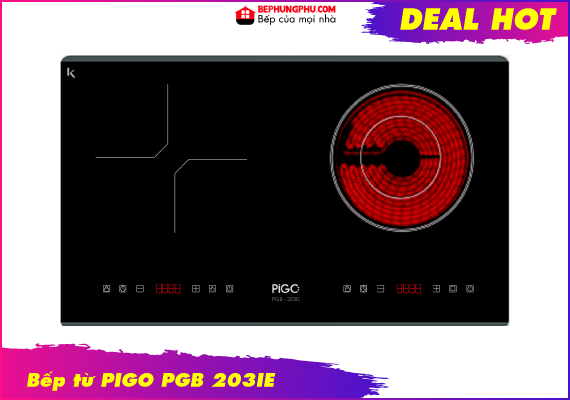 BEPHUNGPHU.COM
Bếp của mọi nhà
DEAL HOT
K
PIGO
PGB - 203IE
Bếp từ PIGO PGB 203IE